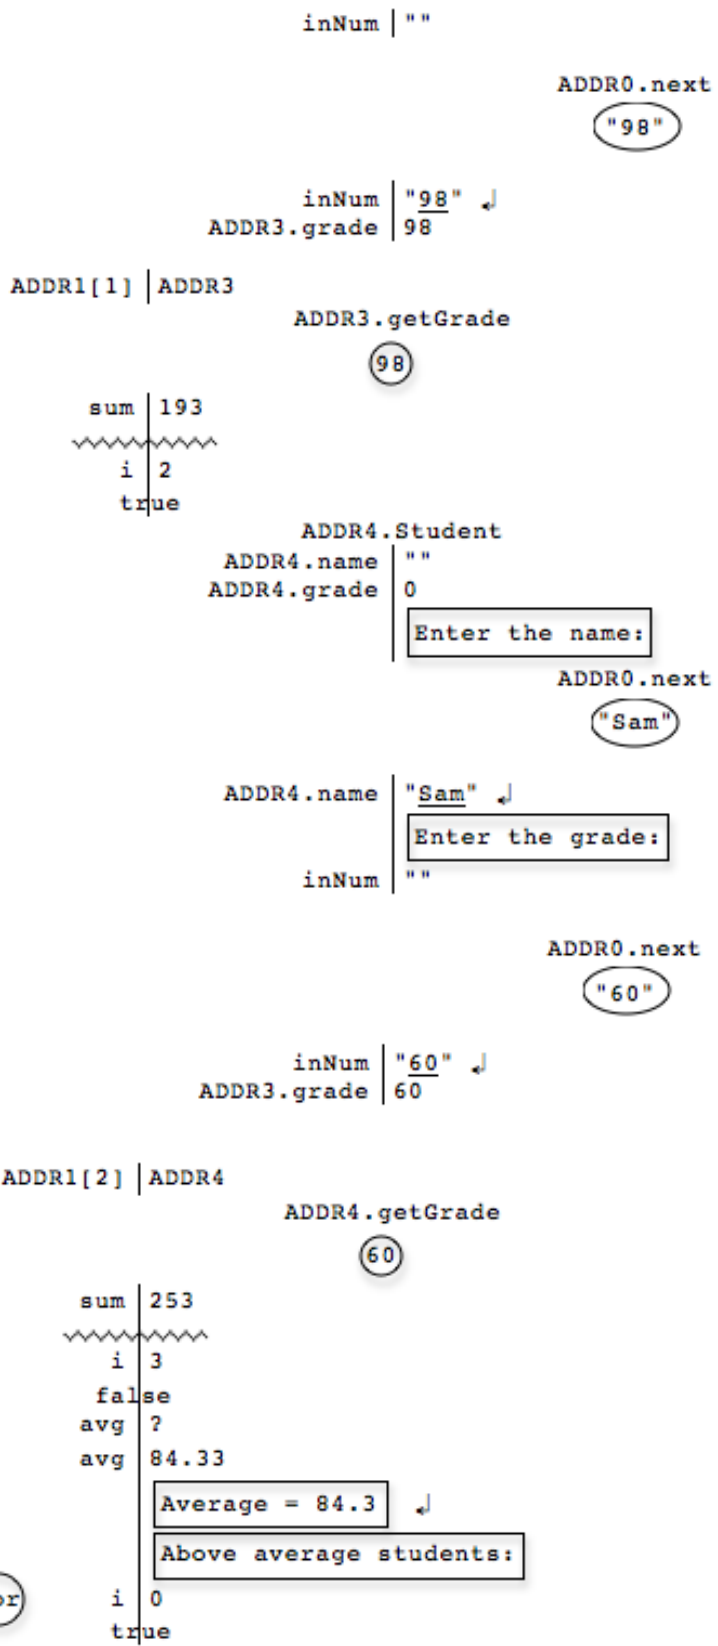 inNum ""
ADDR0.next
"98"
inNum "98" ↲
ADDR3.grade 98
ADDR1[1] ADDR3
ADDR3.getGrade
98
sum 193
i 2
true
ADDR4.Student
ADDR4.name ""
ADDR4.grade 0
Enter the name:
ADDR0.next
"Sam"
ADDR4.name "Sam" ↲
Enter the grade:
inNum ""
ADDR0.next
"60"
inNum "60" ↲
ADDR3.grade 60
ADDR1[2] ADDR4
ADDR4.getGrade
60
sum 253
i 3
false
avg ?
avg 84.33
Average = 84.3 ↲
Above average students:
i 0
true